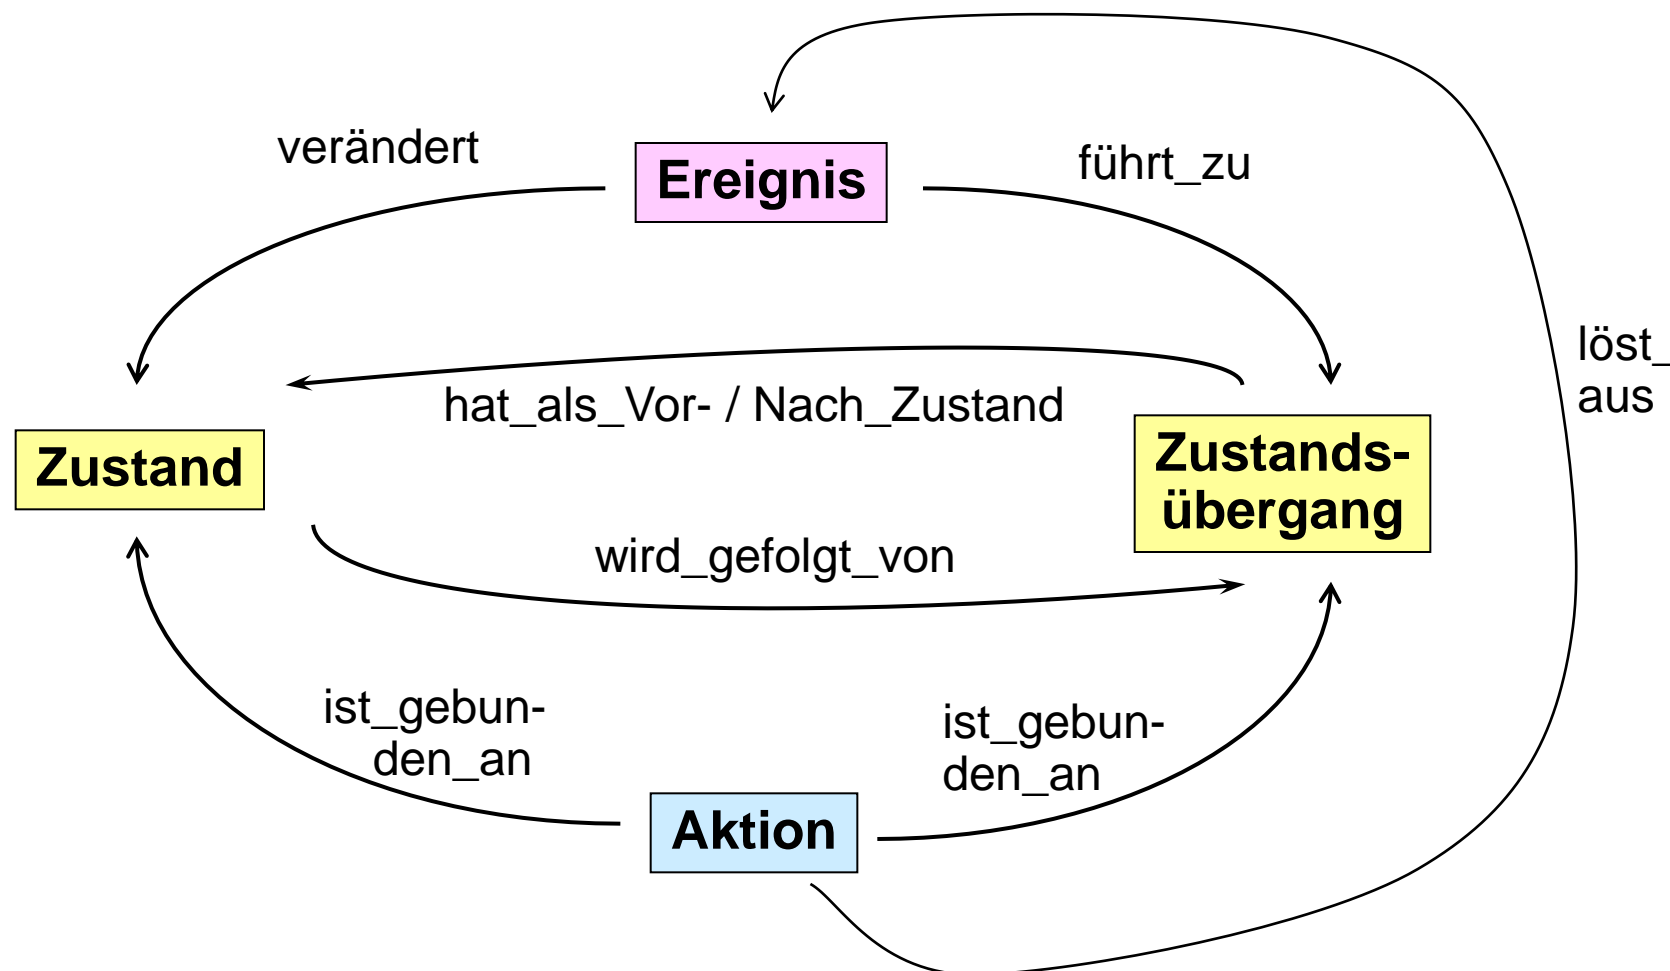 verändert
Ereignis
führt_zu
löst_
aus
hat_als_Vor- / Nach_Zustand
Zustand
Zustands-
übergang
wird_gefolgt_von
ist_gebun-
den_an
ist_gebun-
den_an
Aktion